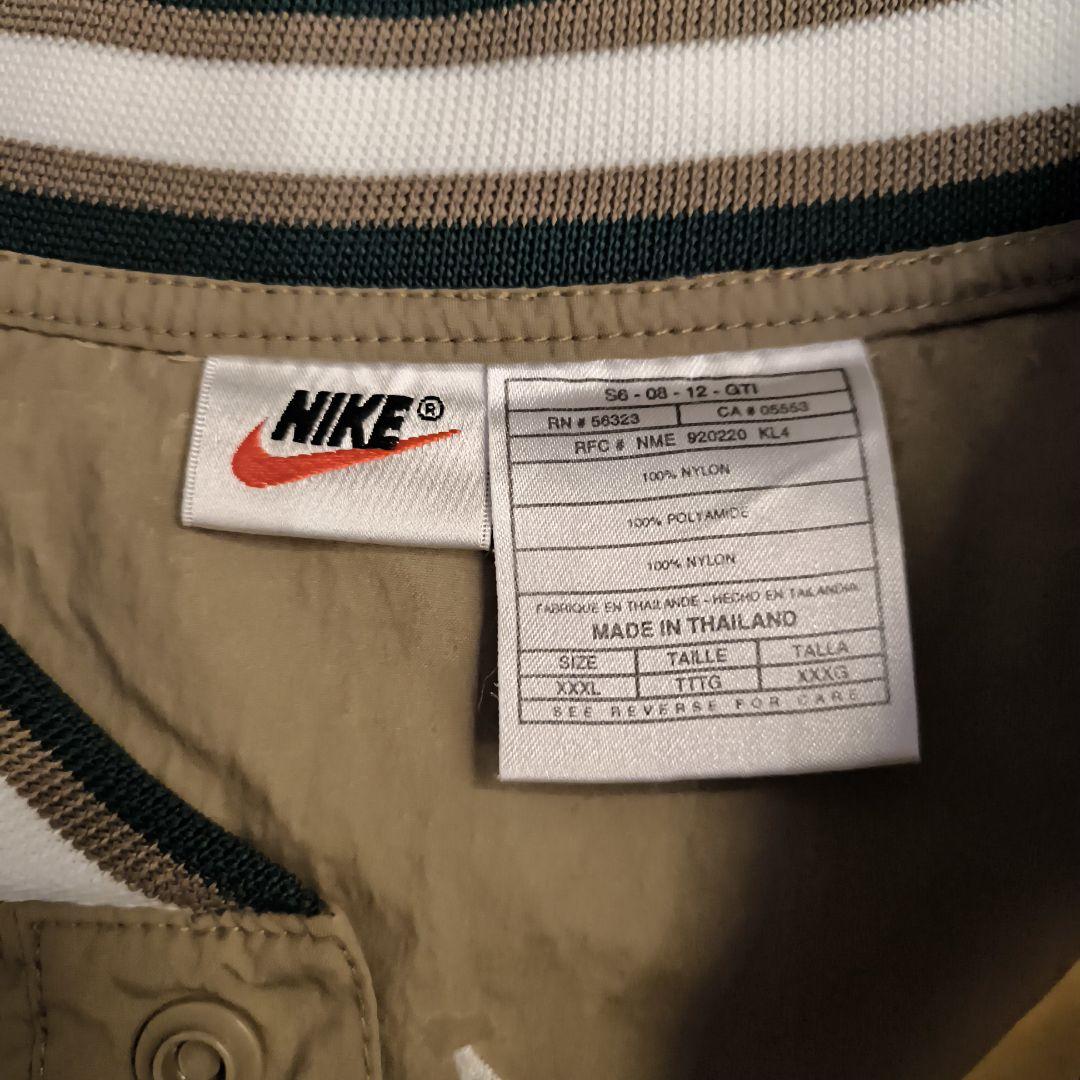 NIKE®
S6 - 08 - 12 - GTI
RN # 56323 CA # 05553
RFC # NME 920220 KL4
100% NYLON
100% POLYAMIDE
100% NYLON
FABRIQUE EN THAILANDE - HECHO EN TAILANDIA
MADE IN THAILAND
SIZE TAILLE TALLA
XXXL TTTG XXXG
SEE REVERSE FOR CARE